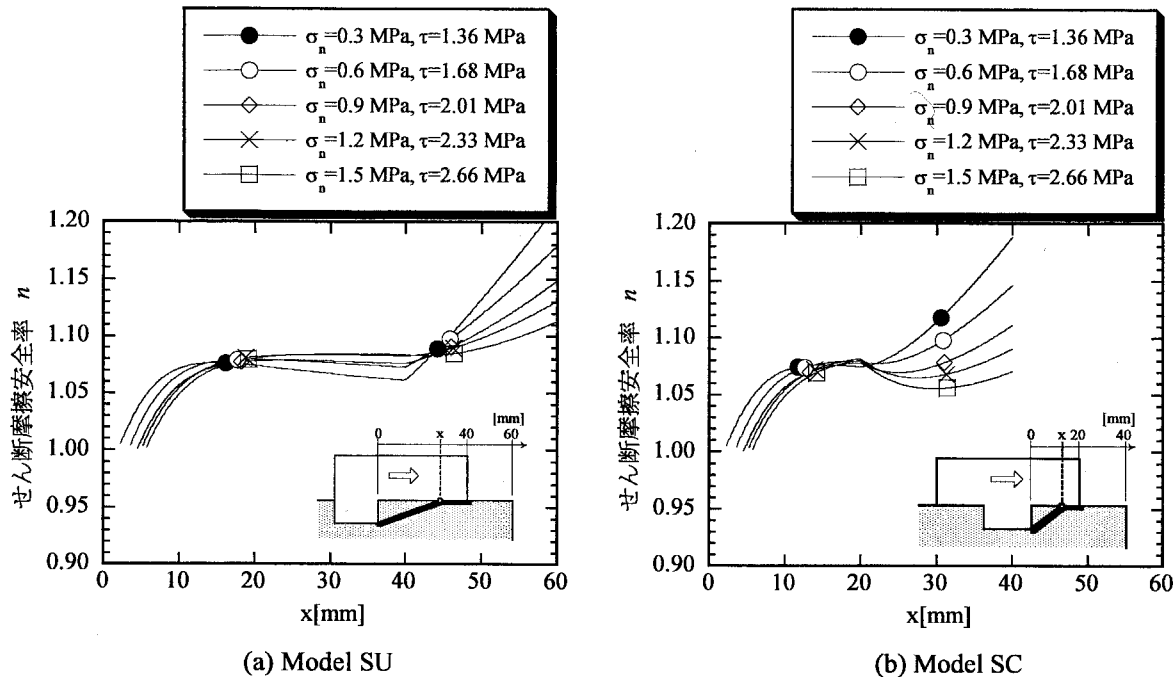 σn=0.3 MPa, τ=1.36 MPa
σn=0.6 MPa, τ=1.68 MPa
σn=0.9 MPa, τ=2.01 MPa
σn=1.2 MPa, τ=2.33 MPa
σn=1.5 MPa, τ=2.66 MPa
せん断摩擦安全率 n
1.20
1.15
1.10
1.05
1.00
0.95
0.90
0 10 20 30 40 50 60
x[mm]
[mm]
0 x 40 60
(a) Model SU
σn=0.3 MPa, τ=1.36 MPa
σn=0.6 MPa, τ=1.68 MPa
σn=0.9 MPa, τ=2.01 MPa
σn=1.2 MPa, τ=2.33 MPa
σn=1.5 MPa, τ=2.66 MPa
せん断摩擦安全率 n
1.20
1.15
1.10
1.05
1.00
0.95
0.90
0 10 20 30 40 50 60
x[mm]
[mm]
0 x 20 40
(b) Model SC